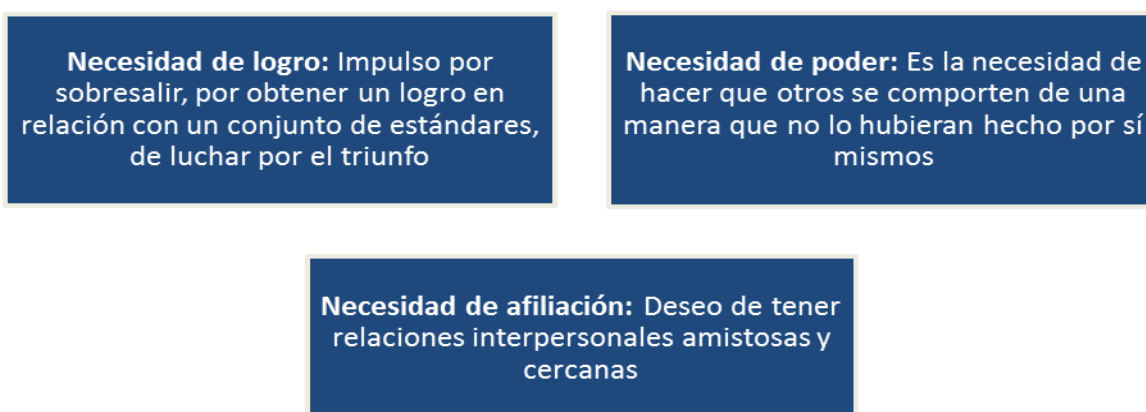 Necesidad de logro: Impulso por
sobresalir, por obtener un logro en
relación con un conjunto de estándares,
de luchar por el triunfo
Necesidad de poder: Es la necesidad de
hacer que otros se comporten de una
manera que no lo hubieran hecho por sí
mismos
Necesidad de afiliación: Deseo de tener
relaciones interpersonales amistosas y
cercanas